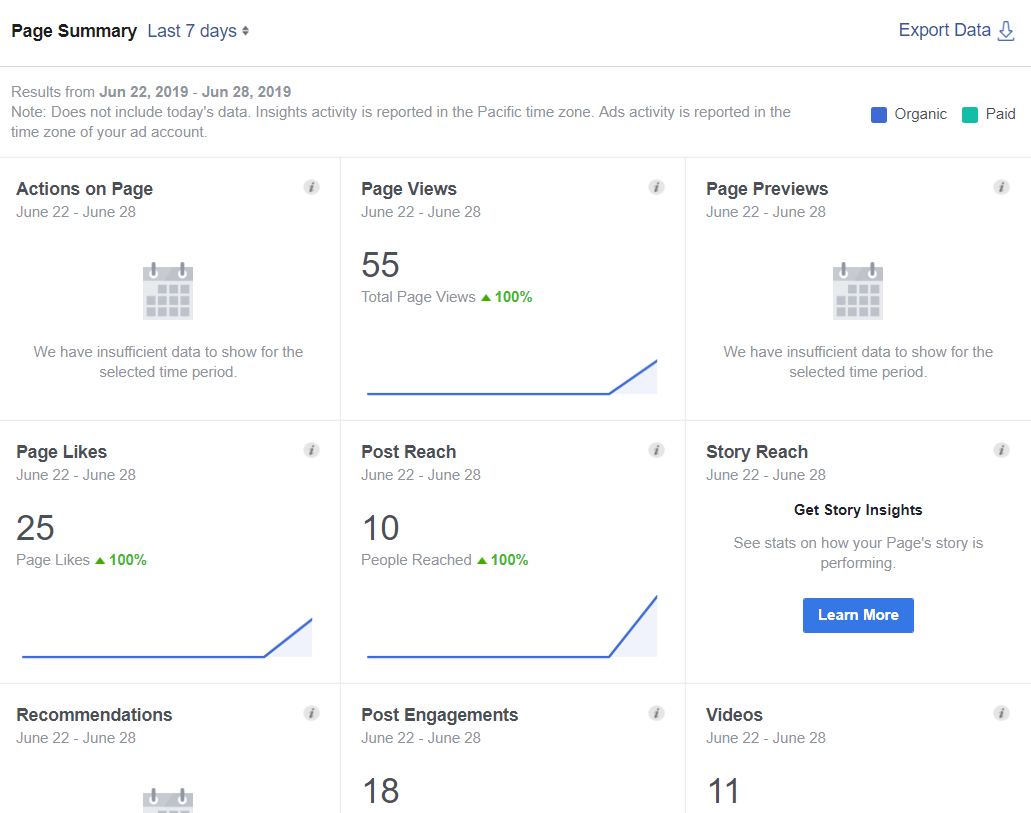 Page Summary Last 7 days
Export Data
Results from Jun 22, 2019 - Jun 28, 2019
Note: Does not include today's data. Insights activity is reported in the Pacific time zone. Ads activity is reported in the
time zone of your ad account.
Organic Paid
Actions on Page
June 22 - June 28
We have insufficient data to show for the
selected time period.
Page Views
June 22 - June 28
55
Total Page Views 100%
Page Previews
June 22 - June 28
We have insufficient data to show for the
selected time period.
Page Likes
June 22 - June 28
25
Page Likes 100%
Post Reach
June 22 - June 28
10
People Reached 100%
Story Reach
June 22 - June 28
Get Story Insights
See stats on how your Page's story is
performing.
Learn More
Recommendations
June 22 - June 28
Post Engagements
June 22 - June 28
18
Videos
June 22 - June 28
11